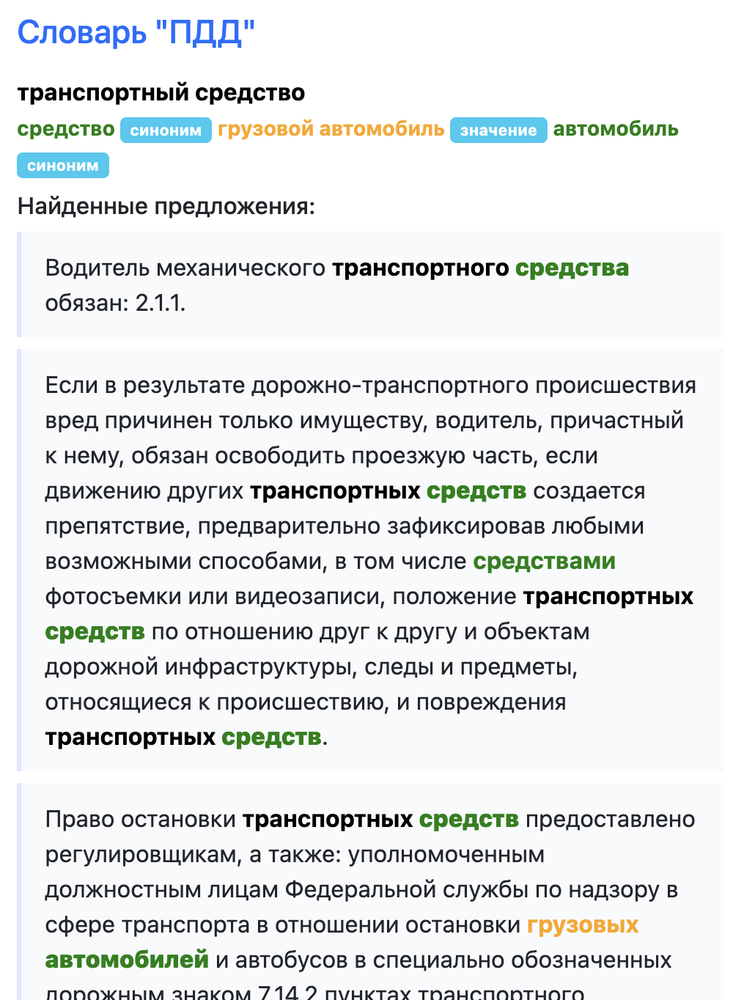 Словарь "ПДД"
транспортный средство
средство синоним грузовой автомобиль значение автомобиль
синоним
Найденные предложения:
Водитель механического транспортного средства
обязан: 2.1.1.
Если в результате дорожно-транспортного происшествия
вред причинен только имуществу, водитель, причастный
к нему, обязан освободить проезжую часть, если
движению других транспортных средств создается
препятствие, предварительно зафиксировав любыми
возможными способами, в том числе средствами
фотосъемки или видеозаписи, положение транспортных
средств по отношению друг к другу и объектам
дорожной инфраструктуры, следы и предметы,
относящиеся к происшествию, и повреждения
транспортных средств.
Право остановки транспортных средств предоставлено
регулировщикам, а также: уполномоченным
должностным лицам Федеральной службы по надзору в
сфере транспорта в отношении остановки грузовых
автомобилей и автобусов в специально обозначенных
дорожным знаком 7.14.2 пунктах транспортного